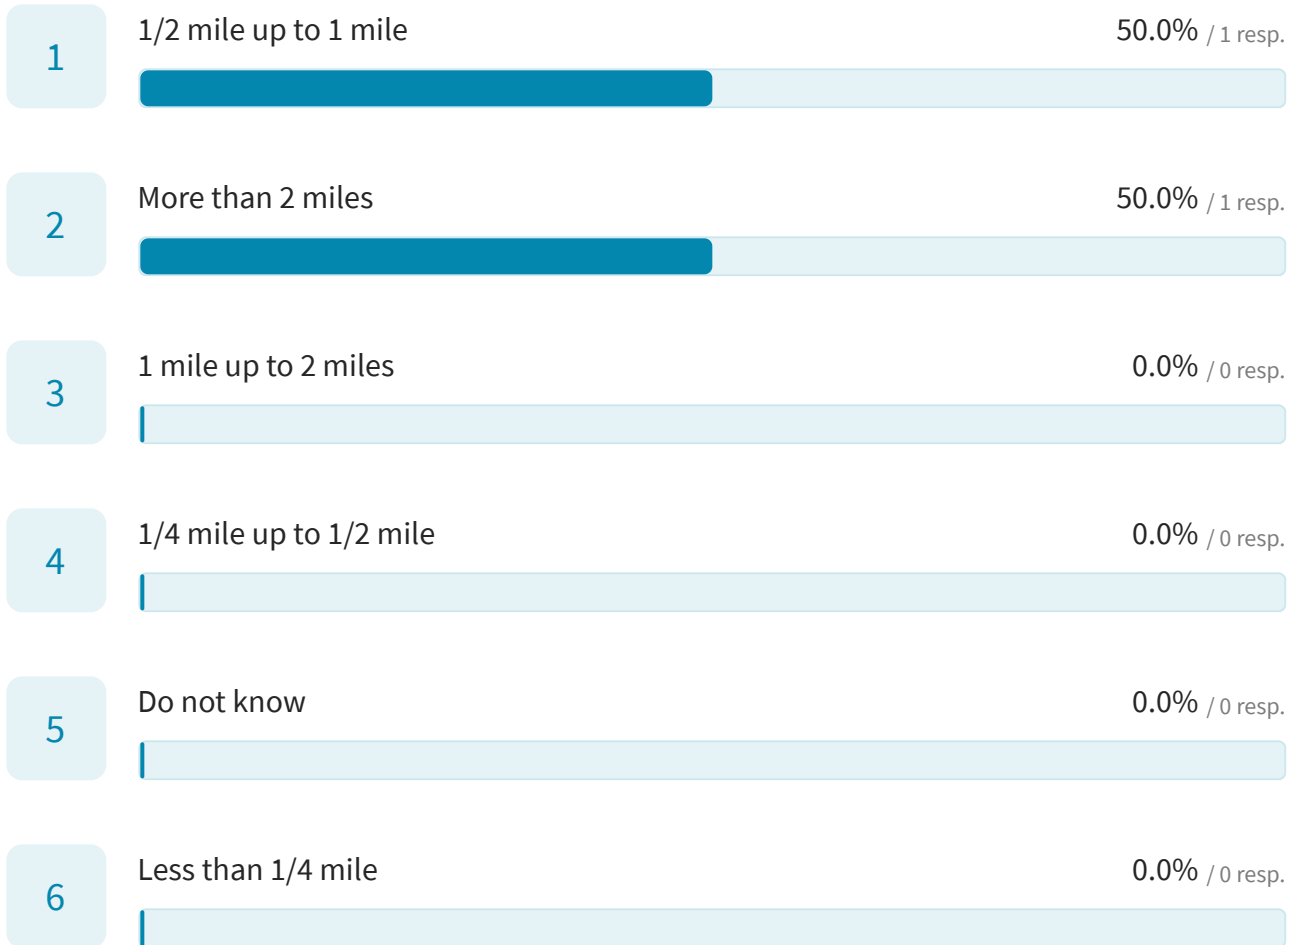 1
1/2 mile up to 1 mile 50.0% / 1 resp.
2
More than 2 miles 50.0% / 1 resp.
3
1 mile up to 2 miles 0.0% / 0 resp.
4
1/4 mile up to 1/2 mile 0.0% / 0 resp.
5
Do not know 0.0% / 0 resp.
6
Less than 1/4 mile 0.0% / 0 resp.